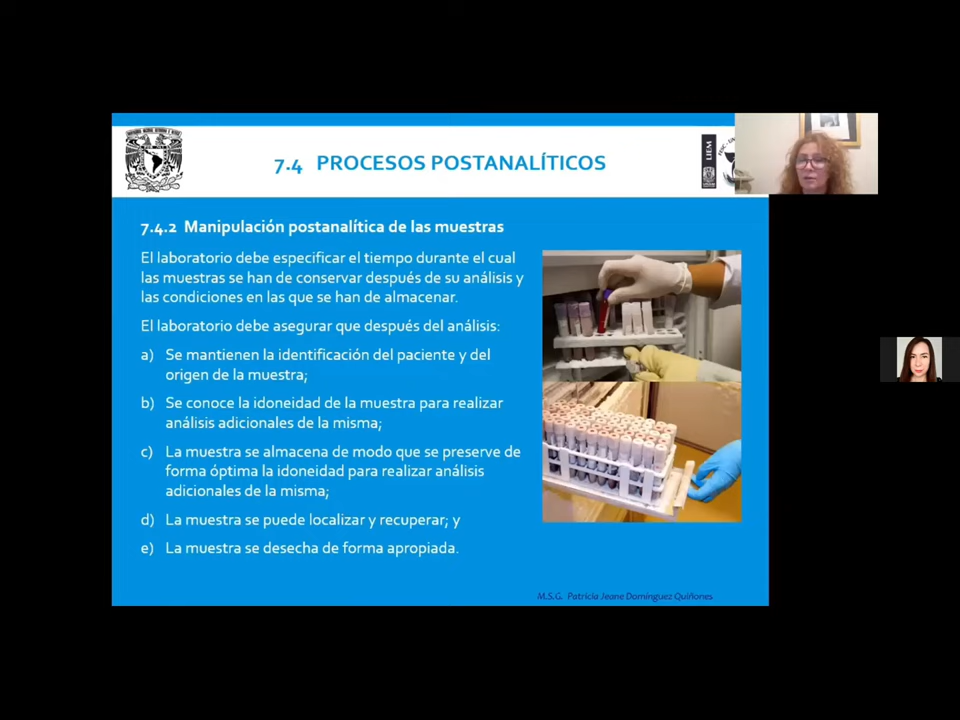 7.4 PROCESOS POSTANALÍTICOS
LIEM
7.4.2 Manipulación postanalítica de las muestras
El laboratorio debe especificar el tiempo durante el cual
las muestras se han de conservar después de su análisis y
las condiciones en las que se han de almacenar.
El laboratorio debe asegurar que después del análisis:
a) Se mantienen la identificación del paciente y del
origen de la muestra;
b) Se conoce la idoneidad de la muestra para realizar
análisis adicionales de la misma;
c) La muestra se almacena de modo que se preserve de
forma óptima la idoneidad para realizar análisis
adicionales de la misma;
d) La muestra se puede localizar y recuperar; y
e) La muestra se desecha de forma apropiada.
M.S.G. Patricia Jeane Domínguez Quiñones